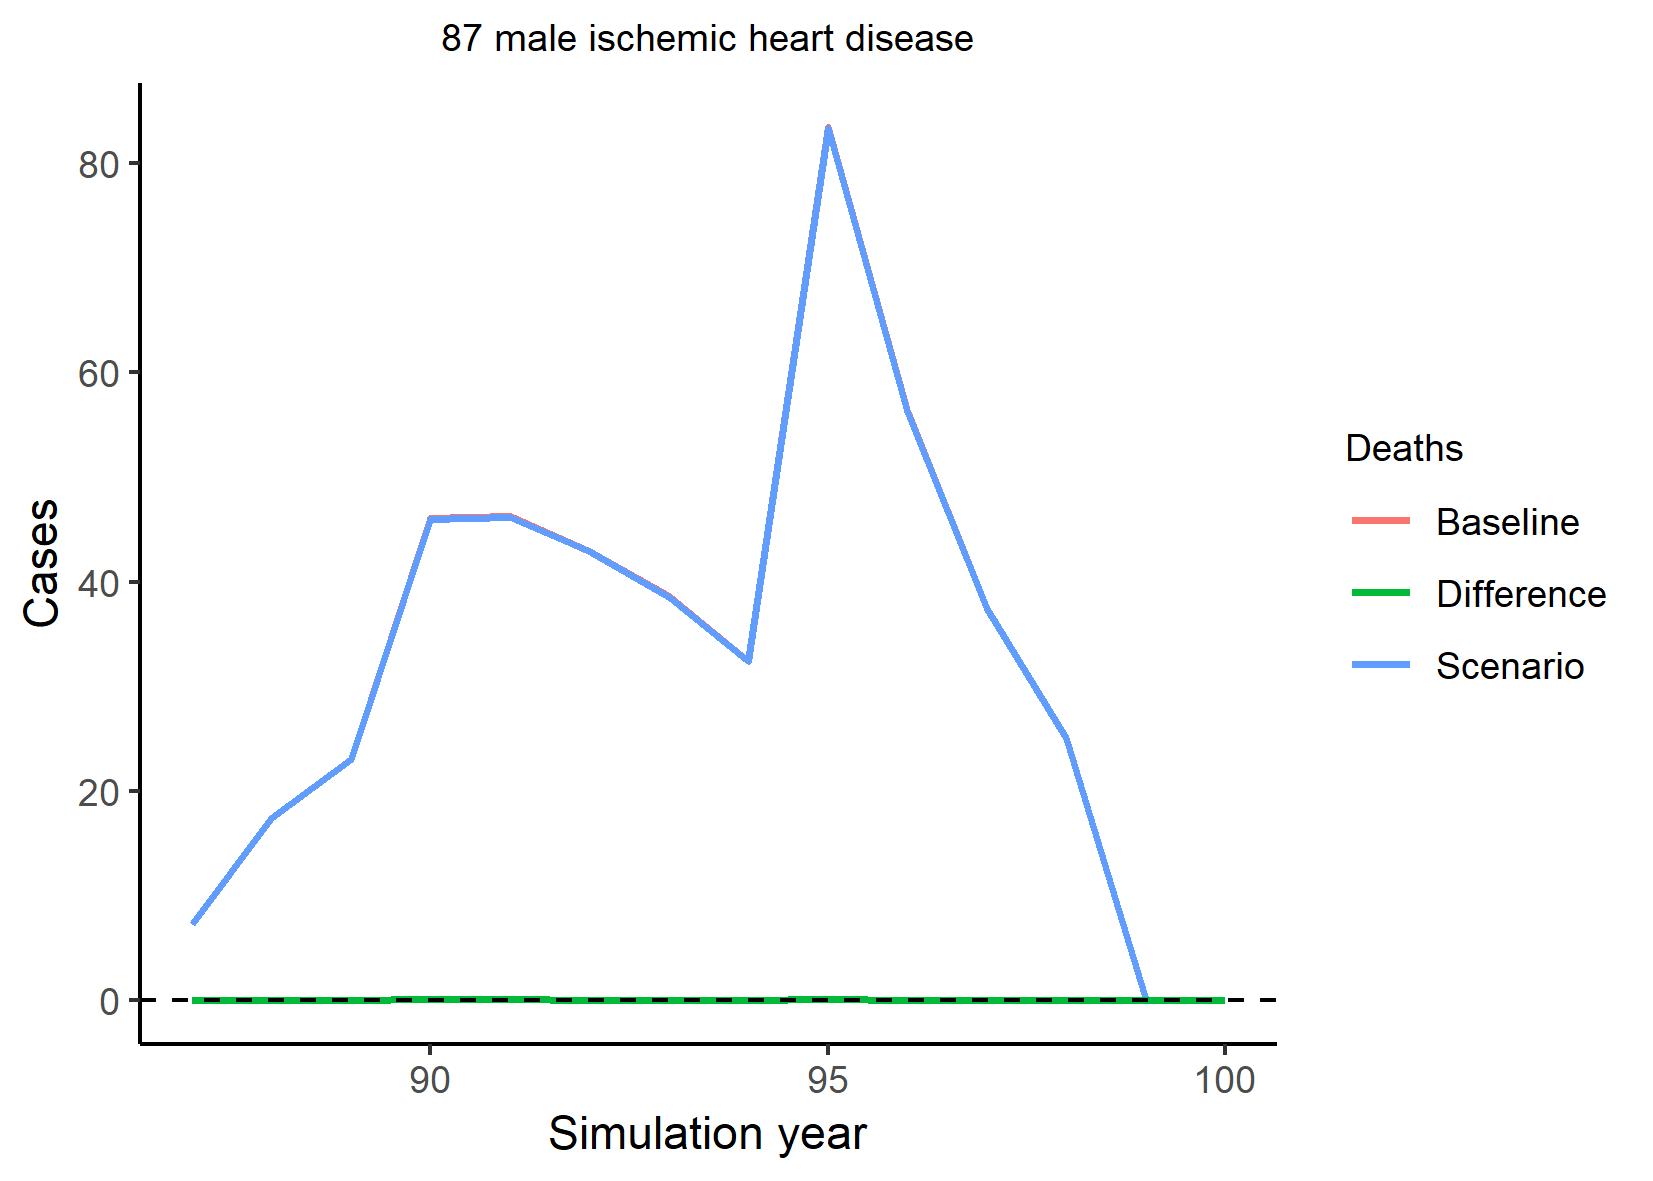 87 male ischemic heart disease
80
60
40
20
0
Cases
90 95 100
Simulation year
Deaths
Baseline
Difference
Scenario